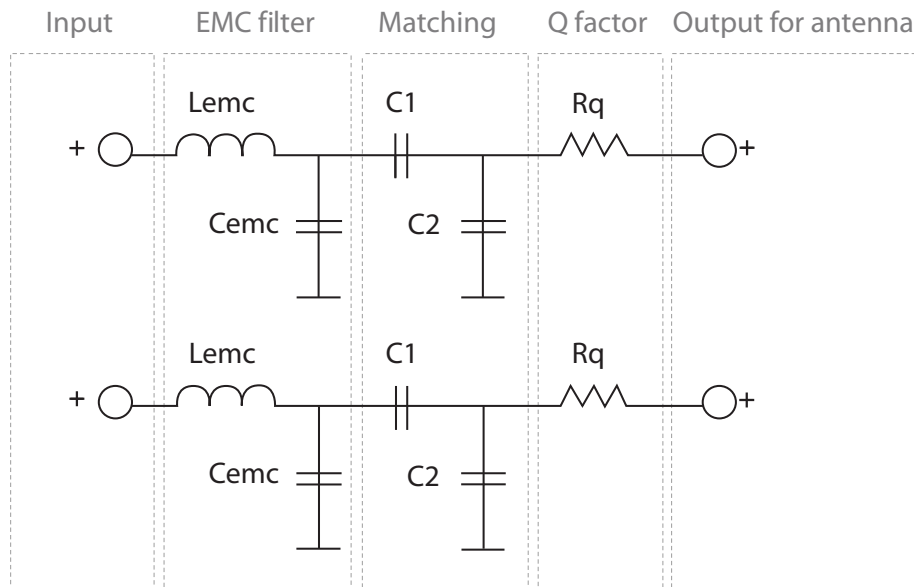 Input EMC filter Matching Q factor Output for antenna
Lemc C1 Rq
+ +
Cemc C2
Lemc C1 Rq
+ +
Cemc C2